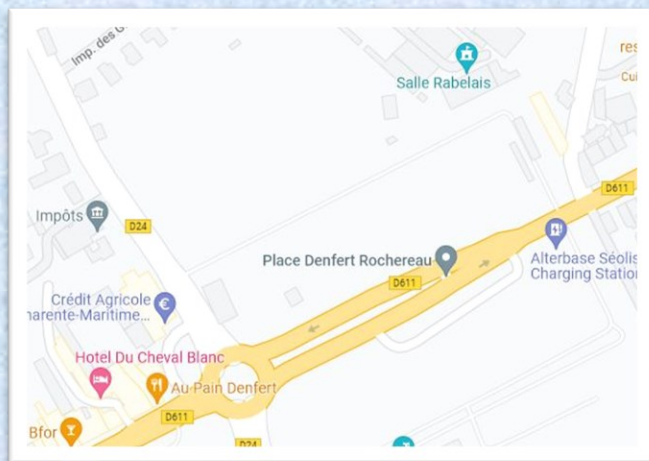 Imp. des G
res
Cui
Salle Rabelais
D611
Impôts
D24
Place Denfert Rochereau
Alterbase Séolis
Charging Station
D611
Crédit Agricole
harente-Maritime...
Hotel Du Cheval Blanc
Au Pain Denfert
D611
Bfor
D24